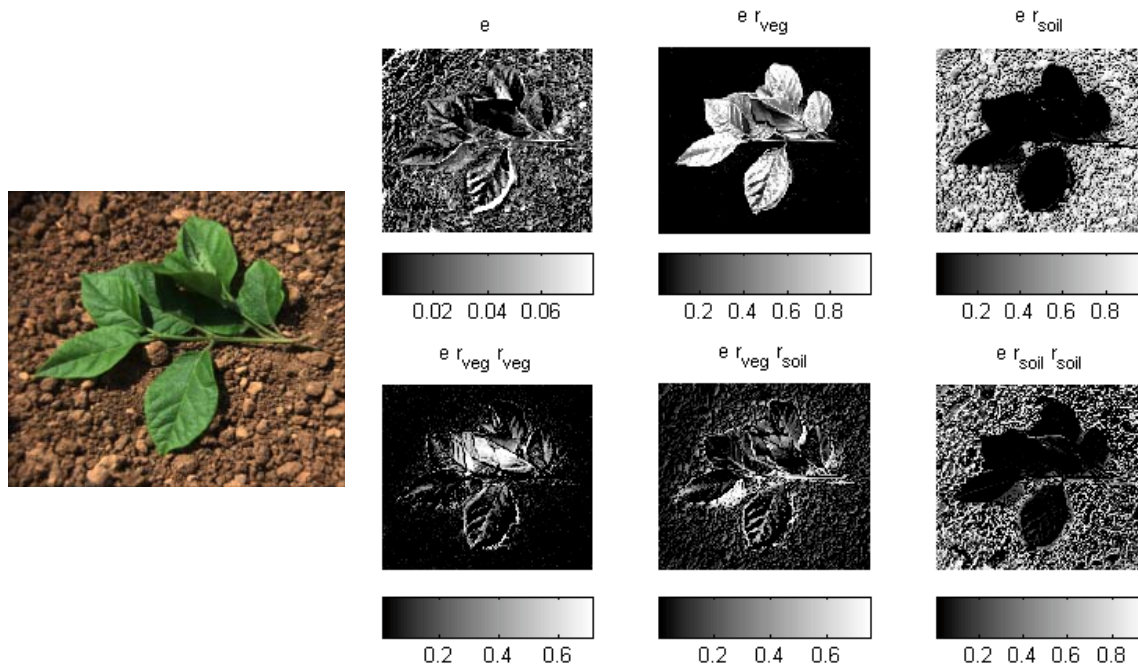 e
e r_veg
e r_soil
0.02 0.04 0.06
0.2 0.4 0.6 0.8
0.2 0.4 0.6 0.8
e r_veg r_veg
e r_veg r_soil
e r_soil r_soil
0.2 0.4 0.6
0.2 0.4 0.6
0.2 0.4 0.6 0.8